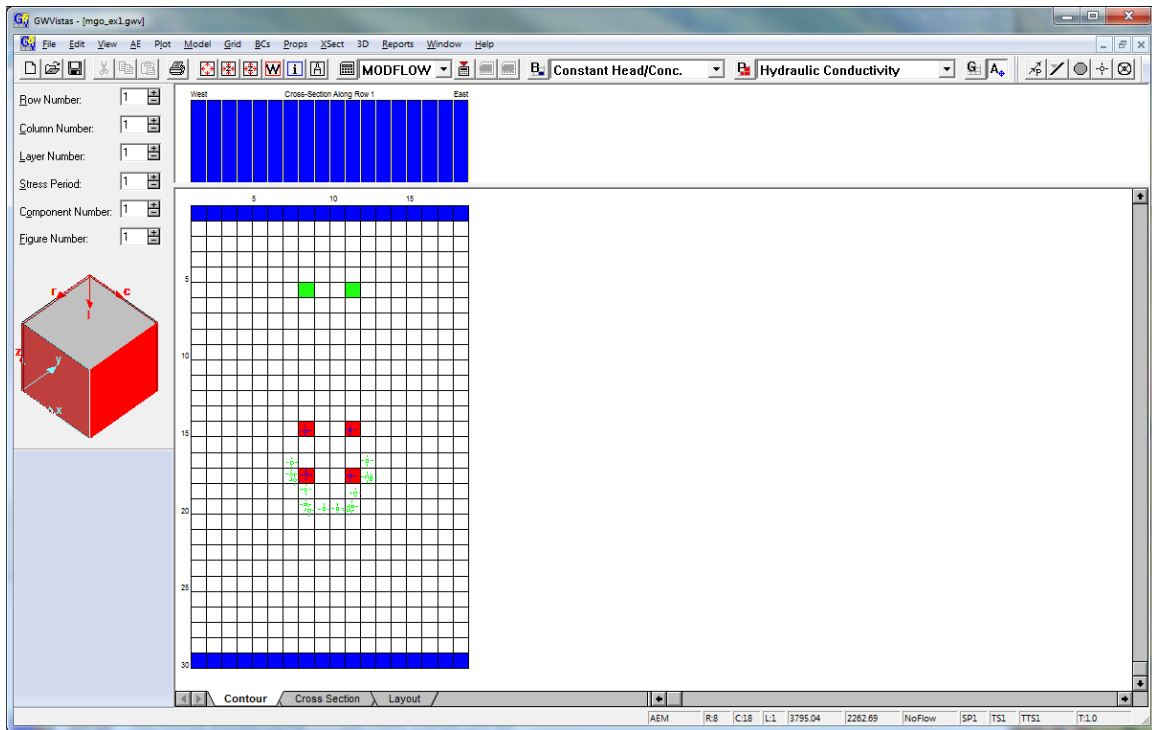 GWVistas - [mgo_ex1.gwv]
File Edit View AE Plot Model Grid BCs Props XSect 3D Reports Window Help
W i A MODFLOW B Constant Head/Conc. P Hydraulic Conductivity G A P
Row Number: 1
Column Number: 1
Layer Number: 1
Stress Period: 1
Component Number: 1
Figure Number: 1
West Cross-Section Along Row 1 East
5 10 15
5
10
15
20
25
30
r c
l
z y
x
Contour Cross Section Layout
AEM R:8 C:18 L:1 3795.04 2262.69 NoFlow SP1 TS1 TTS1 T:1.0